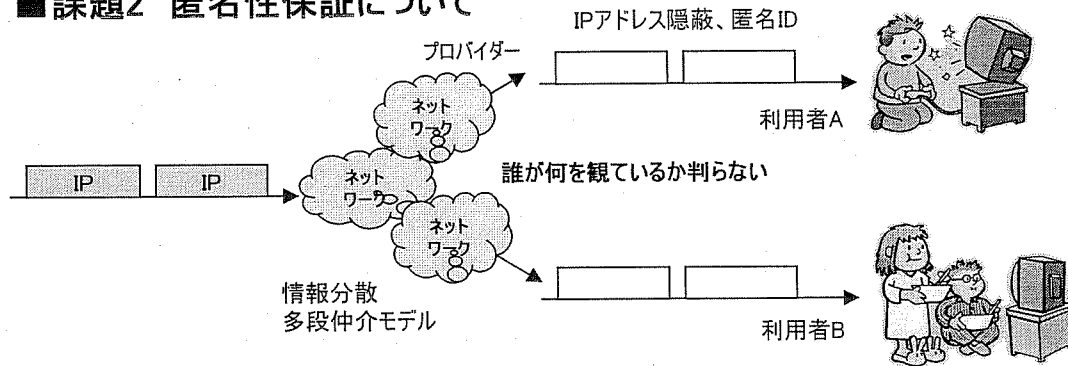 ■課題2 匿名性保証について
IPアドレス隠蔽、匿名ID
プロバイダー
ネット
ワーク
利用者A
IP
IP
ネット
ワーク
誰が何を観ているか判らない
ネット
ワーク
情報分散
多段仲介モデル
利用者B